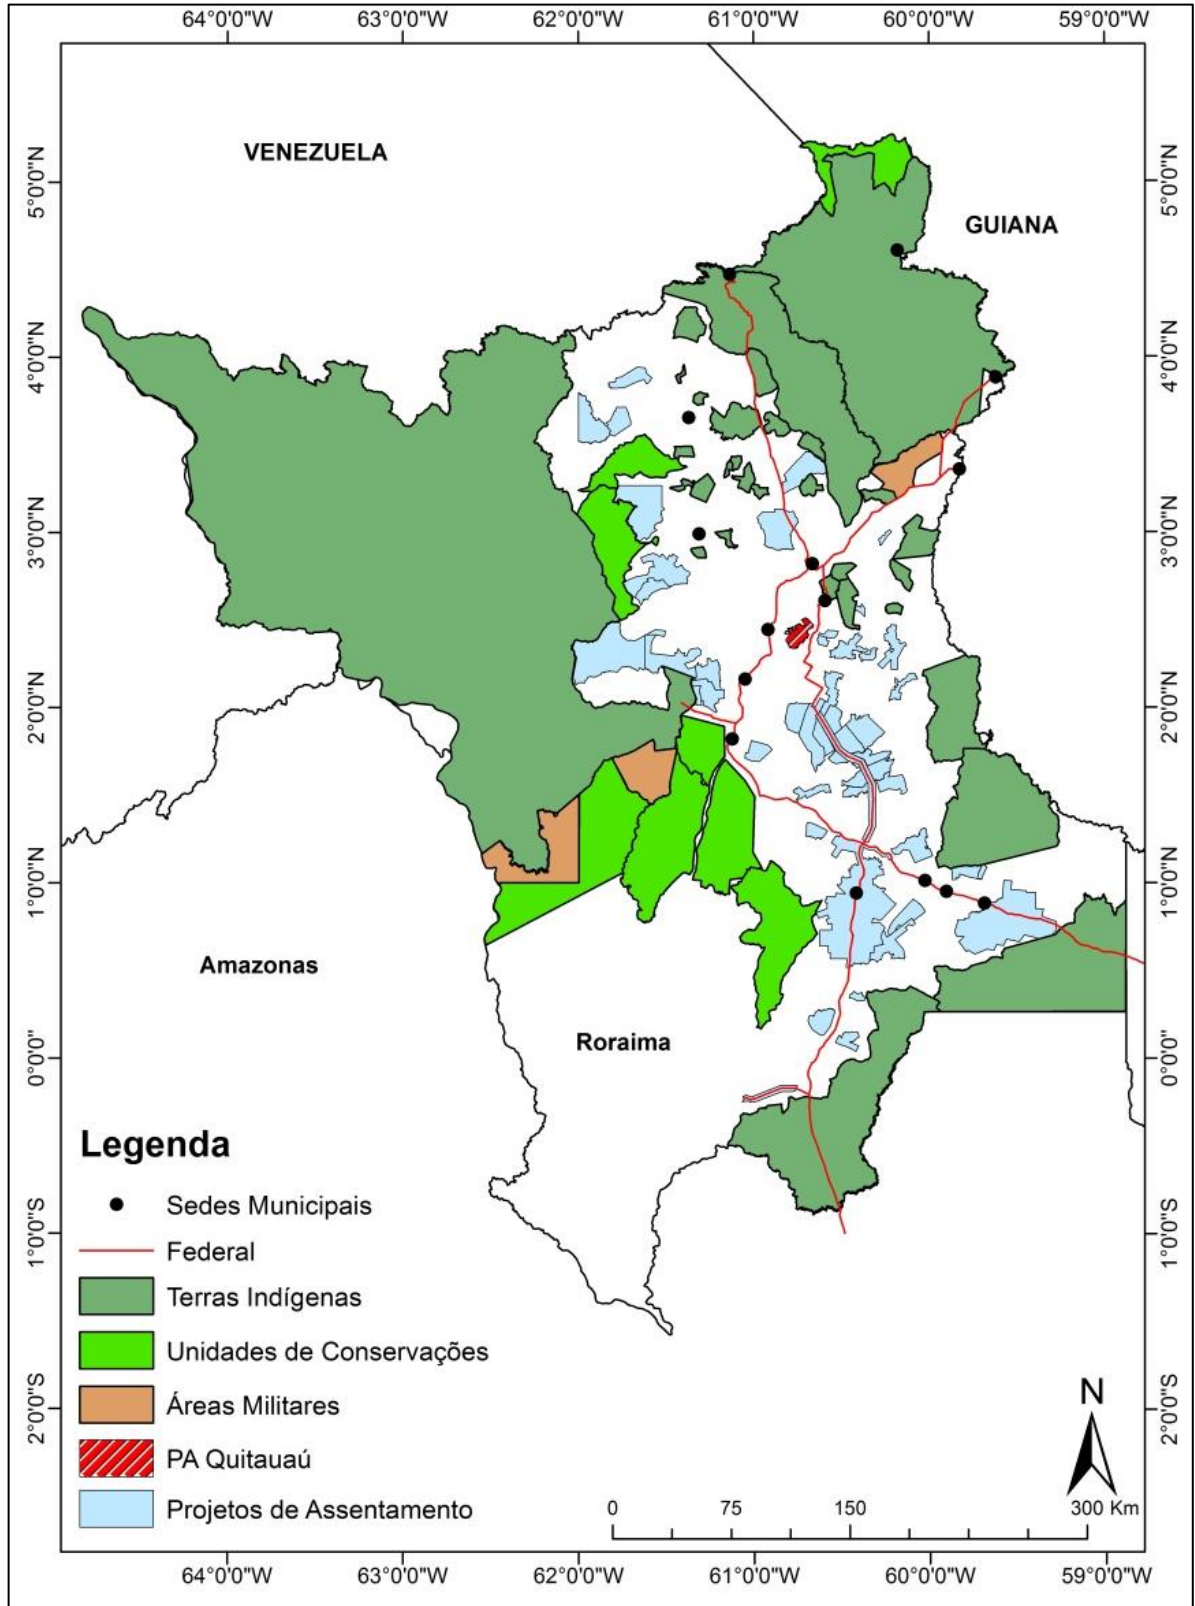 64°0'0"W 63°0'0"W 62°0'0"W 61°0'0"W 60°0'0"W 59°0'0"W
VENEZUELA
5°0'0"N
5°0'0"N
GUIANA
4°0'0"N
4°0'0"N
3°0'0"N
3°0'0"N
2°0'0"N
2°0'0"N
1°0'0"N
1°0'0"N
Amazonas
Roraima
0°0'0"
0°0'0"
Legenda
Sedes Municipais
Federal
Terras Indígenas
Unidades de Conservações
Áreas Militares
PA Quitauaú
Projetos de Assentamento
1°0'0"S
1°0'0"S
2°0'0"S
2°0'0"S
N
0 75 150 300 Km
64°0'0"W 63°0'0"W 62°0'0"W 61°0'0"W 60°0'0"W 59°0'0"W